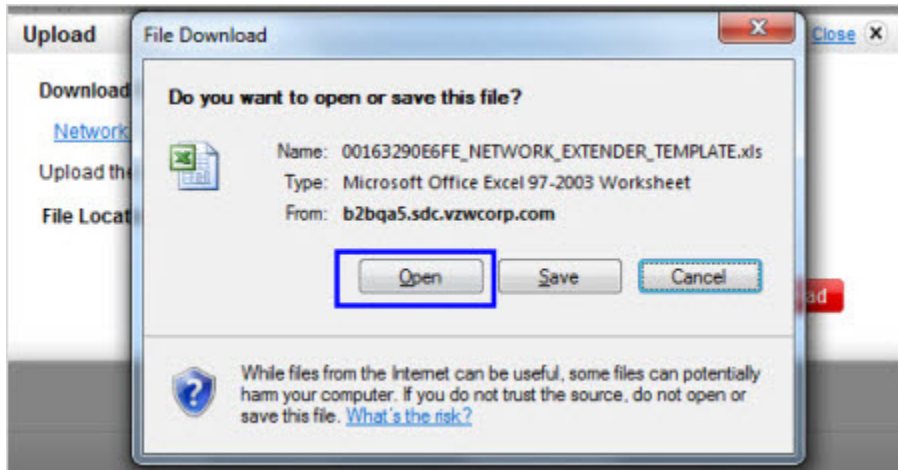 Upload
File Download
Close X
Download
Do you want to open or save this file?
Network
Name: 00163290E6FE_NETWORK_EXTENDER_TEMPLATE.xls
Upload the
Type: Microsoft Office Excel 97-2003 Worksheet
File Locat
From: b2bqa5.sdc.vzwcorp.com
Open
Save
Cancel
ad
While files from the Internet can be useful, some files can potentially
harm your computer. If you do not trust the source, do not open or
save this file. What's the risk?